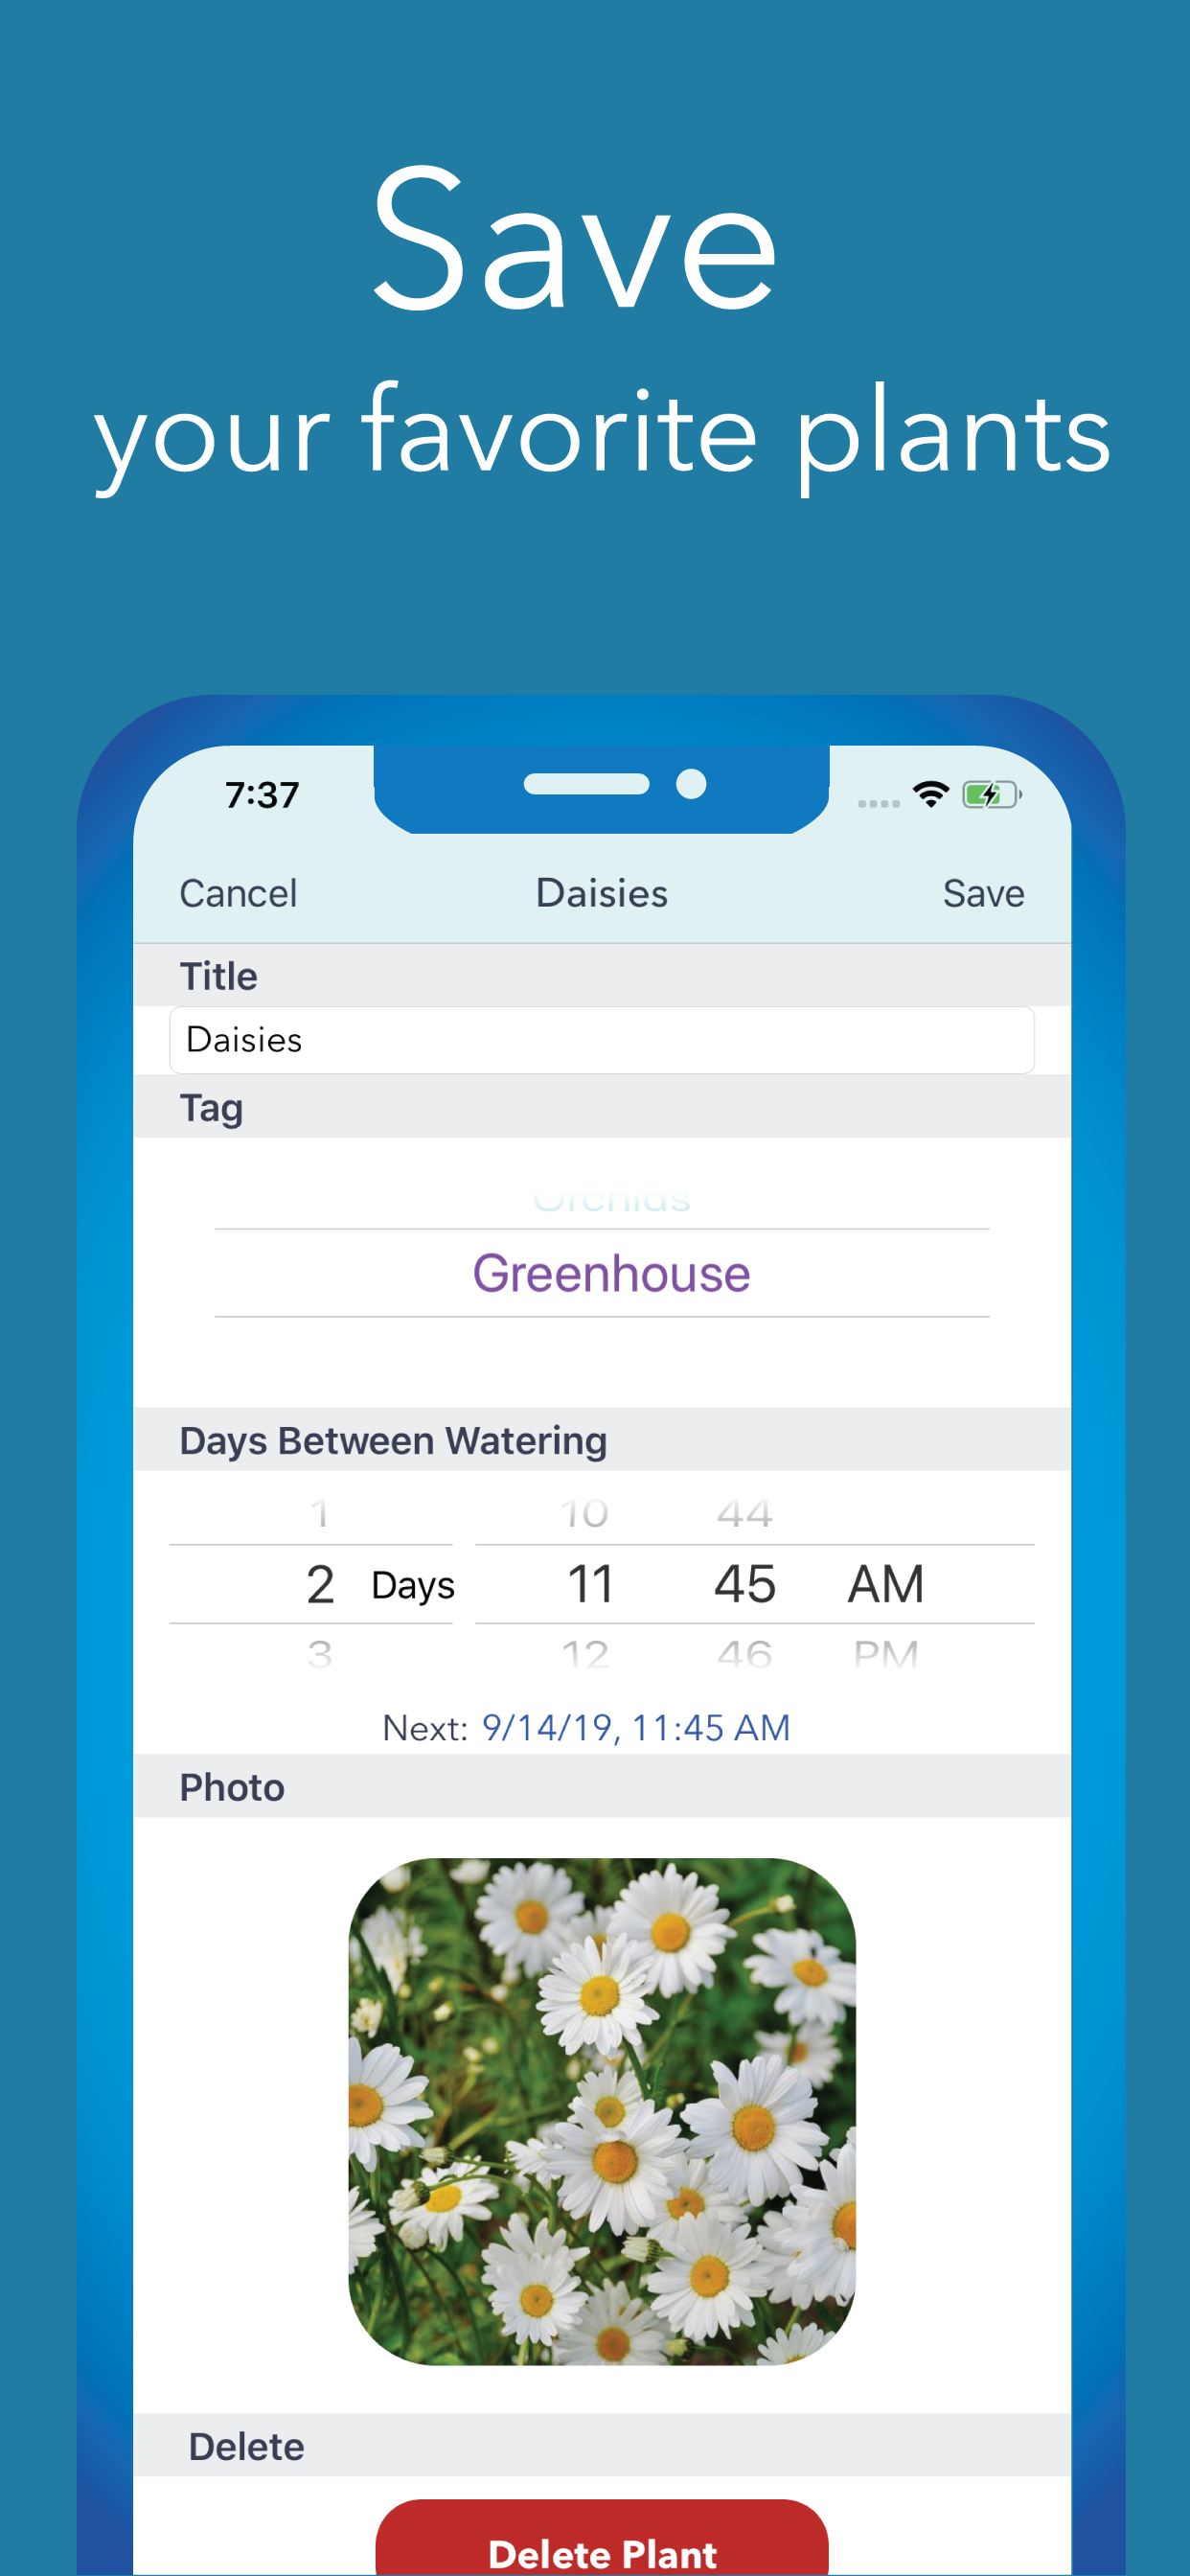 Save
your favorite plants
7:37
Cancel Daisies Save
Title
Daisies
Tag
Orchids
Greenhouse
Days Between Watering
1 10 44
2 Days 11 45 AM
3 12 46 PM
Next: 9/14/19, 11:45 AM
Photo
Delete
Delete Plant